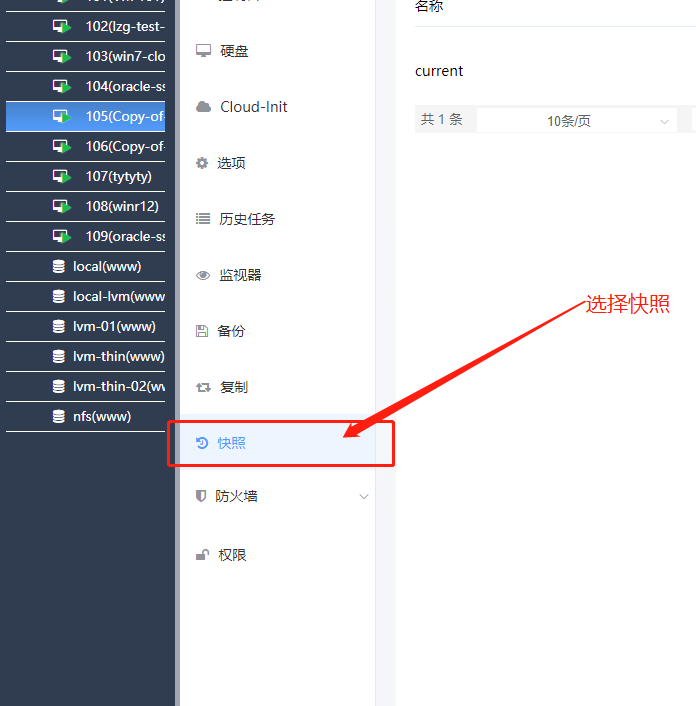 102(lzg-test-
103(win7-clo
104(oracle-ss
105(Copy-of-
106(Copy-of-
107(tytyty)
108(winr12)
109(oracle-ss
local(www)
local-lvm(www
lvm-01(www)
lvm-thin(www)
lvm-thin-02(wv
nfs(www)
硬盘
Cloud-Init
选项
历史任务
监视器
备份
复制
快照
防火墙
权限
名称
current
共 1 条
10条/页
选择快照